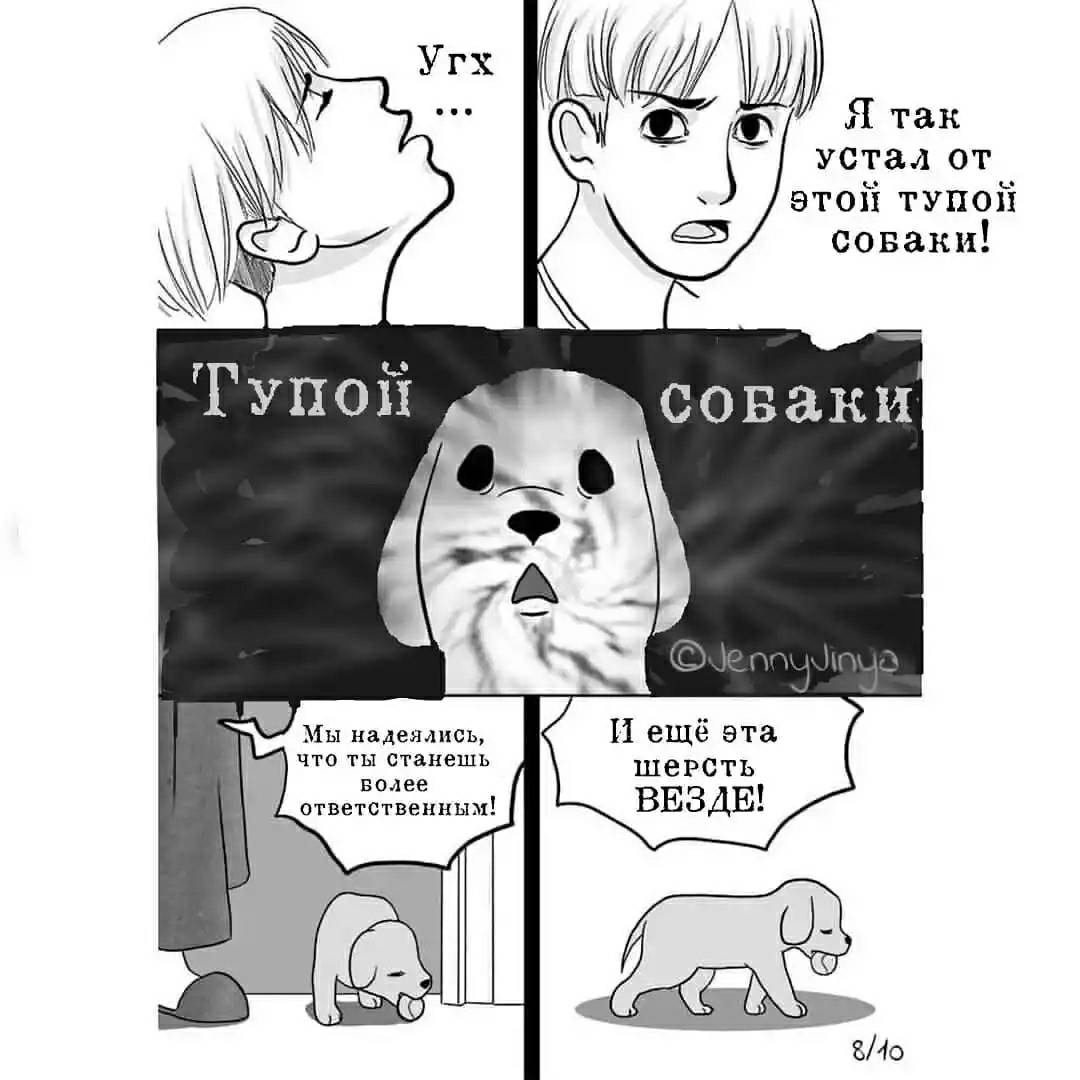 Угх
...
Я так
устал от
этой тупой
собаки!
Тупой собаки
©JennyJinya
Мы надеялись,
что ты станешь
более
ответственным!
И ещё эта
шерсть
ВЕЗДЕ!
8/10